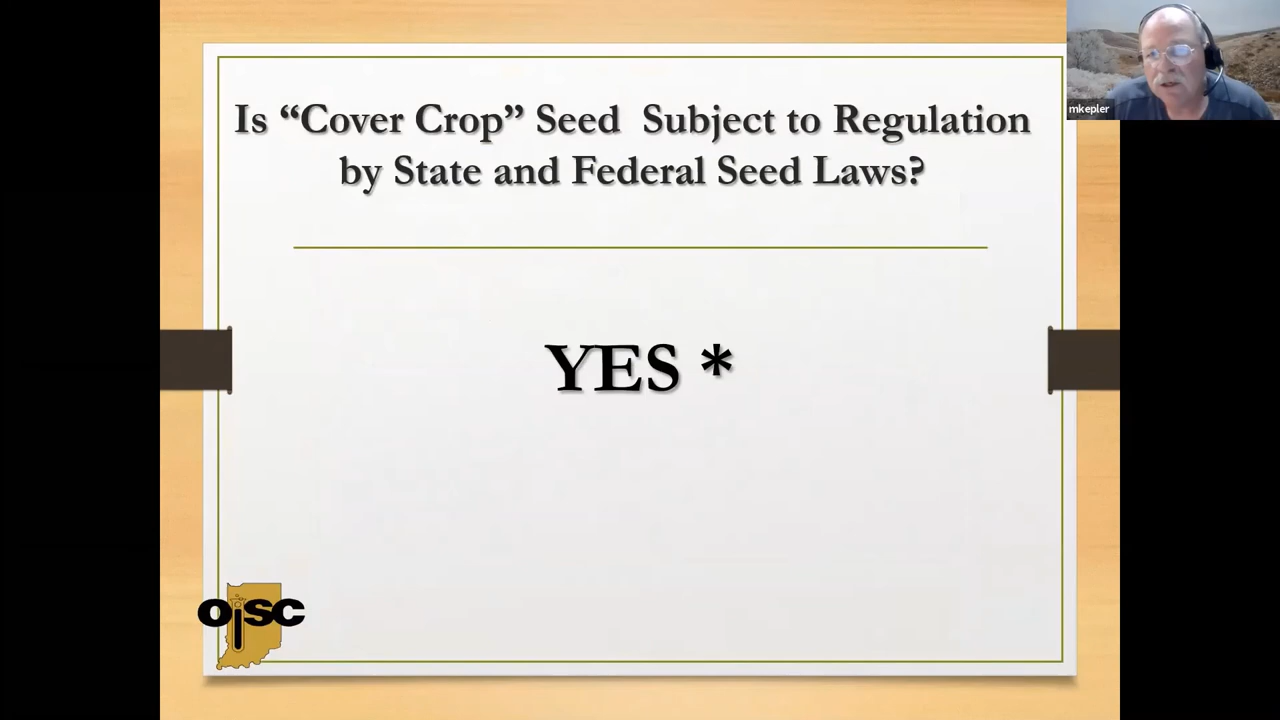 Is “Cover Crop” Seed Subject to Regulation
by State and Federal Seed Laws?
YES *
mkepler
OISC